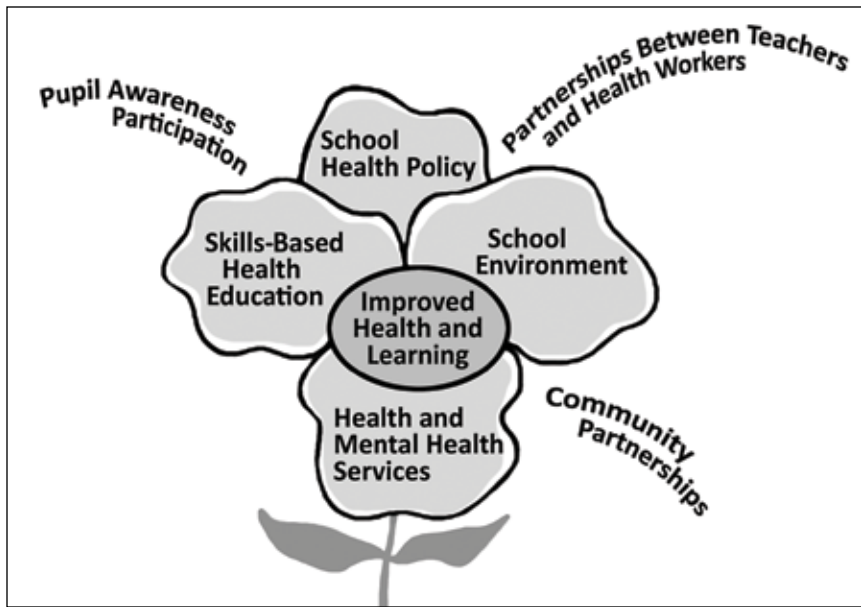 Pupil Awareness
Participation
Partnerships Between Teachers
and Health Workers
School
Health Policy
Skills-Based
Health
Education
School
Environment
Improved
Health and
Learning
Health and
Mental Health
Services
Community
Partnerships